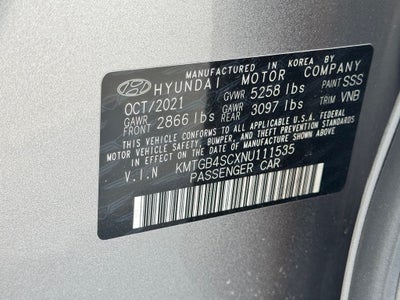 MANUFACTURED IN KOREA BY
HYUNDAI MOTOR COMPANY
OCT/2021 GVWR 5258 lbs PAINT SSS
GAWR FRONT 2866 lbs GAWR REAR 3097 lbs TRIM VNB
THIS VEHICLE CONFORMS TO ALL APPLICABLE U.S.A. FEDERAL
MOTOR VEHICLE SAFETY, BUMPER, AND THEFT PREVENTION
STANDARDS IN EFFECT ON THE DATE OF MANUFACTURE SHOWN ABOVE.
V.I.N KMTGB4SCXNU111535
PASSENGER CAR